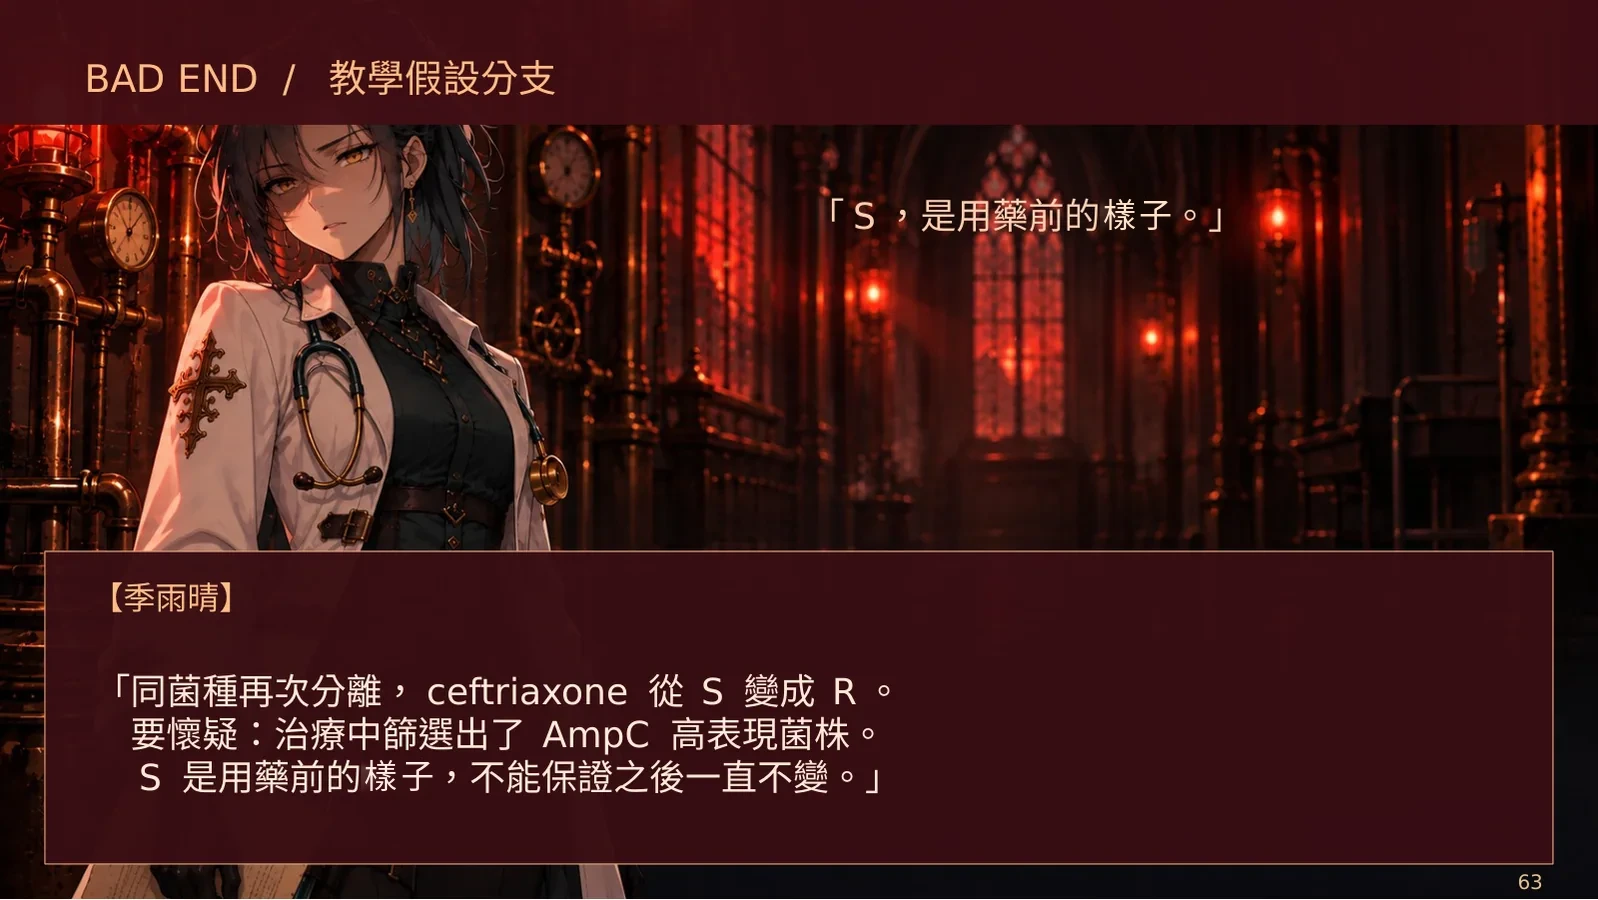 BAD END / 教學假設分支
「S，是用藥前的樣子。」
【季雨晴】
「同菌種再次分離，ceftriaxone 從 S 變成 R。
要懷疑：治療中篩選出了 AmpC 高表現菌株。
S 是用藥前的樣子，不能保證之後一直不變。」
63